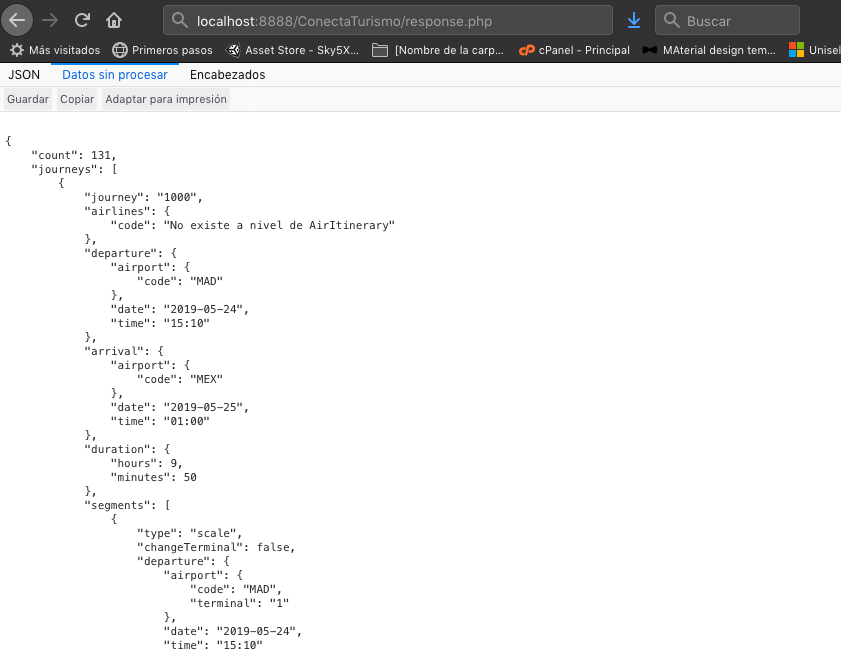 localhost:8888/ConectaTurismo/response.php
Buscar
Más visitados Primeros pasos Asset Store - Sky5X... [Nombre de la carp... cPanel - Principal MAterial design tem... Unisel
JSON Datos sin procesar Encabezados
Guardar Copiar Adaptar para impresión
{
    "count": 131,
    "journeys": [
        {
            "journey": "1000",
            "airlines": {
                "code": "No existe a nivel de AirItinerary"
            },
            "departure": {
                "airport": {
                    "code": "MAD"
                },
                "date": "2019-05-24",
                "time": "15:10"
            },
            "arrival": {
                "airport": {
                    "code": "MEX"
                },
                "date": "2019-05-25",
                "time": "01:00"
            },
            "duration": {
                "hours": 9,
                "minutes": 50
            },
            "segments": [
                {
                    "type": "scale",
                    "changeTerminal": false,
                    "departure": {
                        "airport": {
                            "code": "MAD",
                            "terminal": "1"
                        },
                        "date": "2019-05-24",
                        "time": "15:10"